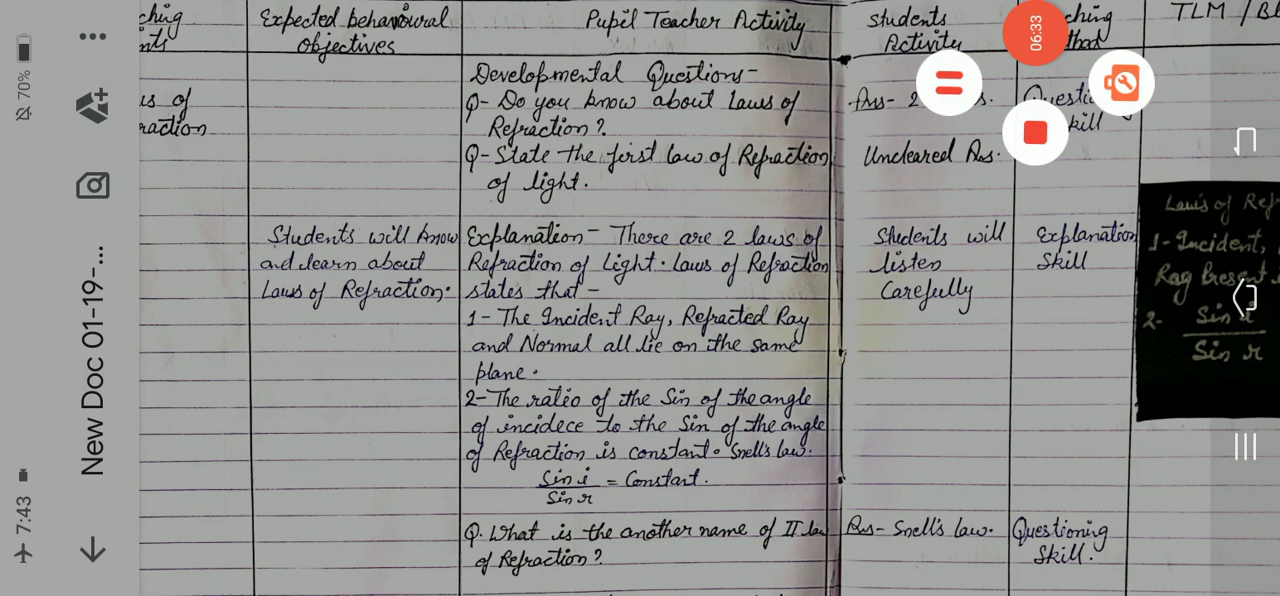 Expected behavioural
objectives
Pupil Teacher Activity
Students
Activity
TLM /
Developmental Questions-
Q- Do you know about Laws of
Refraction?
Q- State the first law of Refraction
of light.
Ans- 2
Uncleared Ans.
Students will know
and learn about
Laws of Refraction.
Explanation- There are 2 laws of
Refraction of Light. Laws of Refraction
states that-
1- The Incident Ray, Refracted Ray
and Normal all lie on the same
plane.
2- The ratio of the Sin of the angle
of incidece to the Sin of the angle
of Refraction is constant. Snell's law.
Sin i
Sin r
= Constant.
Q. What is the another name of II law
of Refraction?
Students will
listen
Carefully
Explanation
Skill
Ans- Snell's law.
Questioning
Skill.
Laws of
1- Incident,
Ray Present
2- Sin i
Sin r
06:33
70%
New Doc 01-19-...
7:43